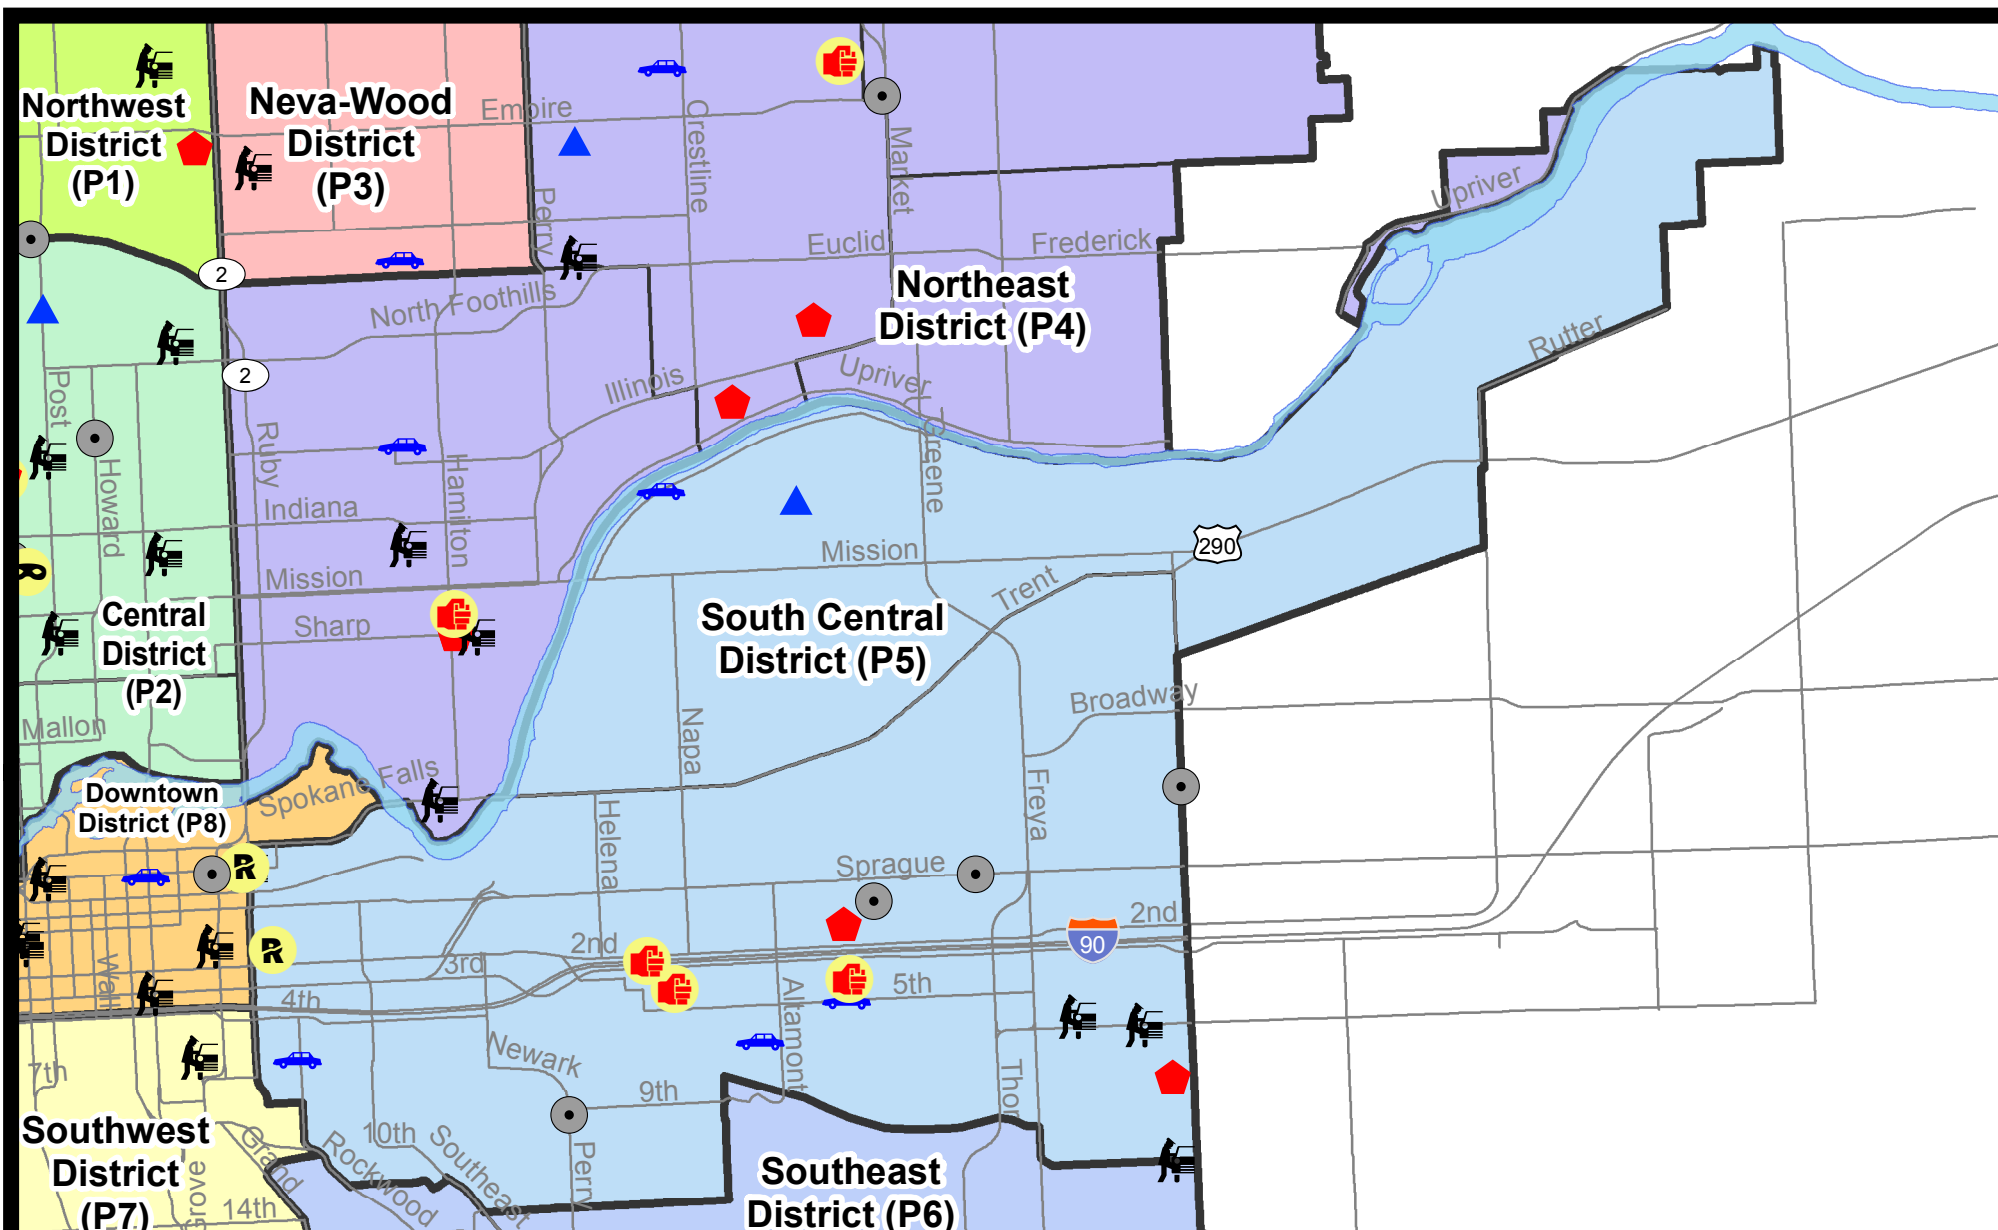 Northwest
District
(P1)
Neva-Wood
District
(P3)
Empire
Crestline
Market
Perry
Euclid
Frederick
Upriver
2
North Foothills
Northeast
District (P4)
Rutter
2
Post
Howard
Ruby
Illinois
Upriver
Greene
Hamilton
Indiana
Mission
Mission
290
Trent
Central
District
(P2)
Sharp
South Central
District (P5)
Broadway
Mallon
Napa
Spokane Falls
Downtown
District (P8)
Helena
Freya
Sprague
R
R
2nd
2nd
90
Wall
3rd
4th
5th
Altamont
7th
Newark
9th
Thor
10th
Southwest
District
(P7)
Grove
Grand
Rockwood
Southeast
Perry
14th
Southeast
District (P6)